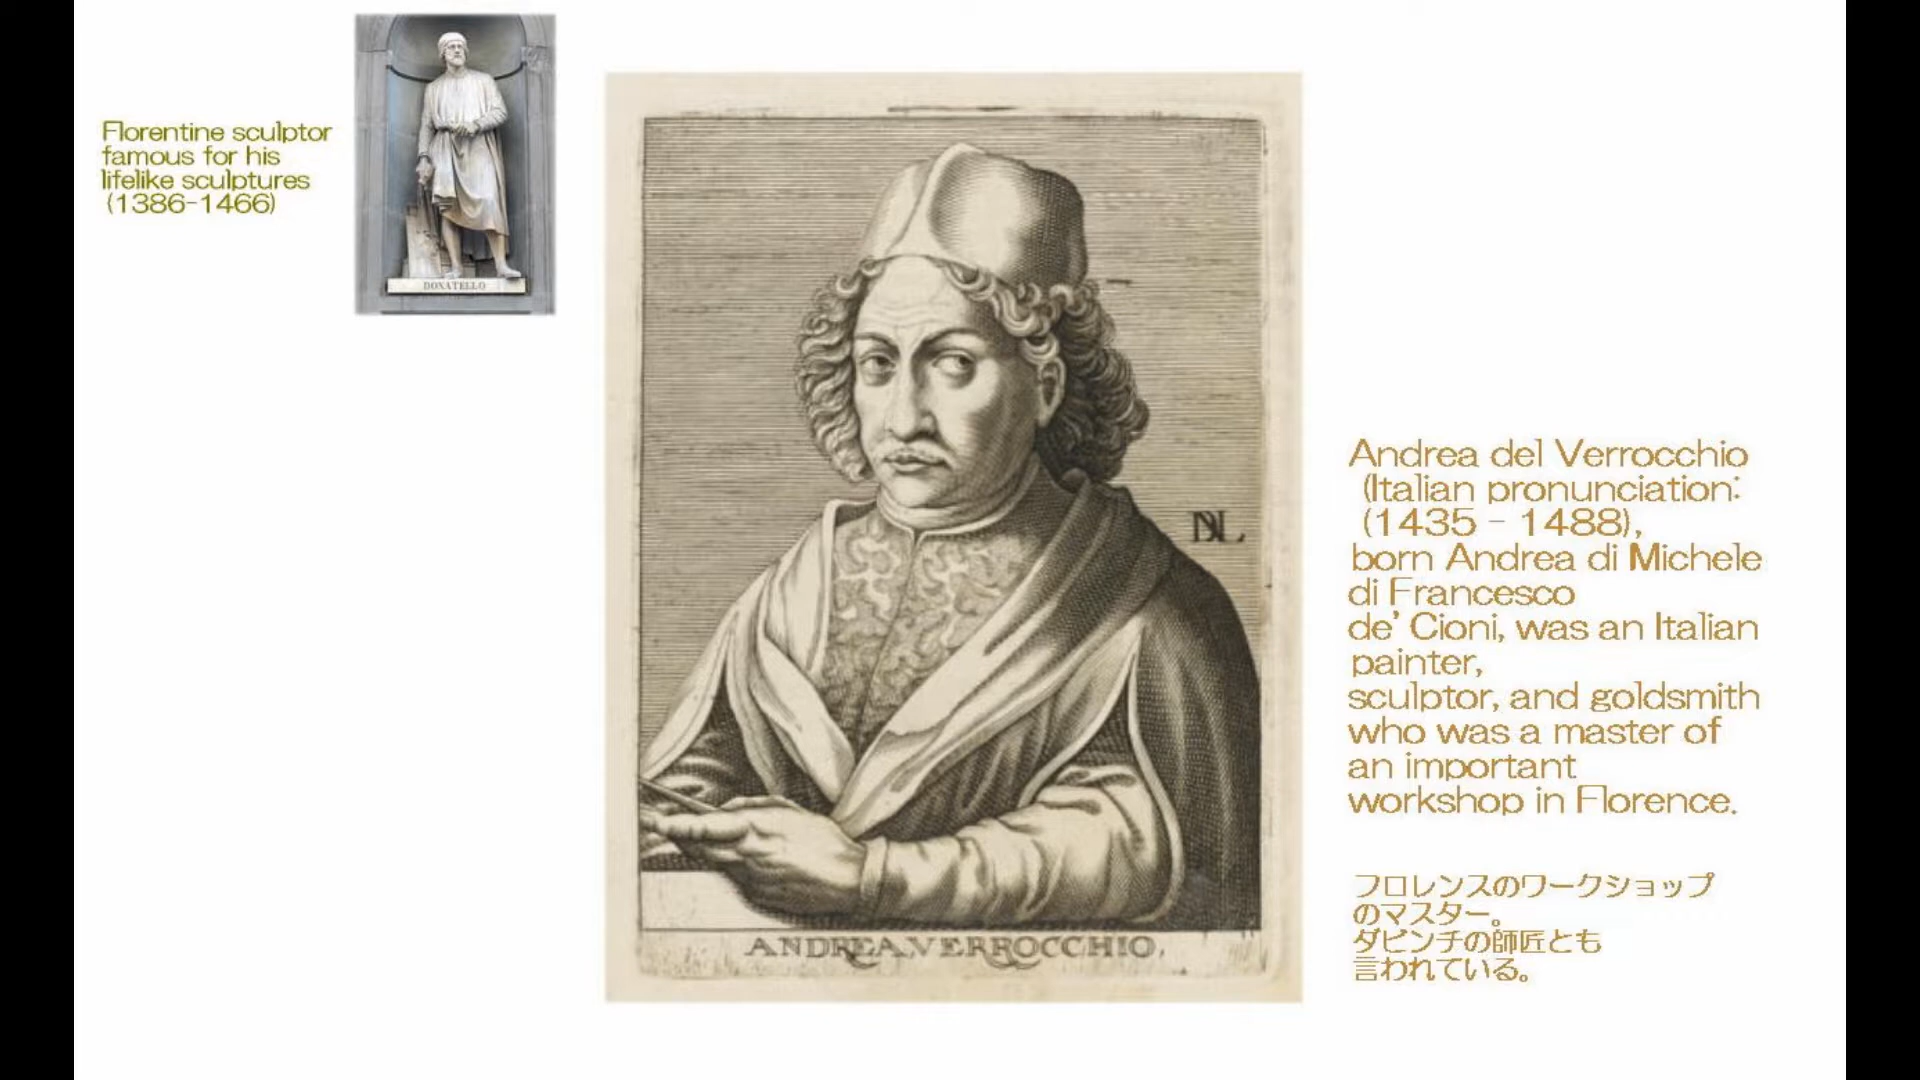 Florentine sculptor
famous for his
lifelike sculptures
(1386-1466)
DONATELLO
DL
ANDREA.VERROCCHIO.
Andrea del Verrocchio
(Italian pronunciation:
(1435 - 1488),
born Andrea di Michele
di Francesco
de' Cioni, was an Italian
painter,
sculptor, and goldsmith
who was a master of
an important
workshop in Florence.
フロレンスのワークショップ
のマスター。
ダビンチの師匠とも
言われている。